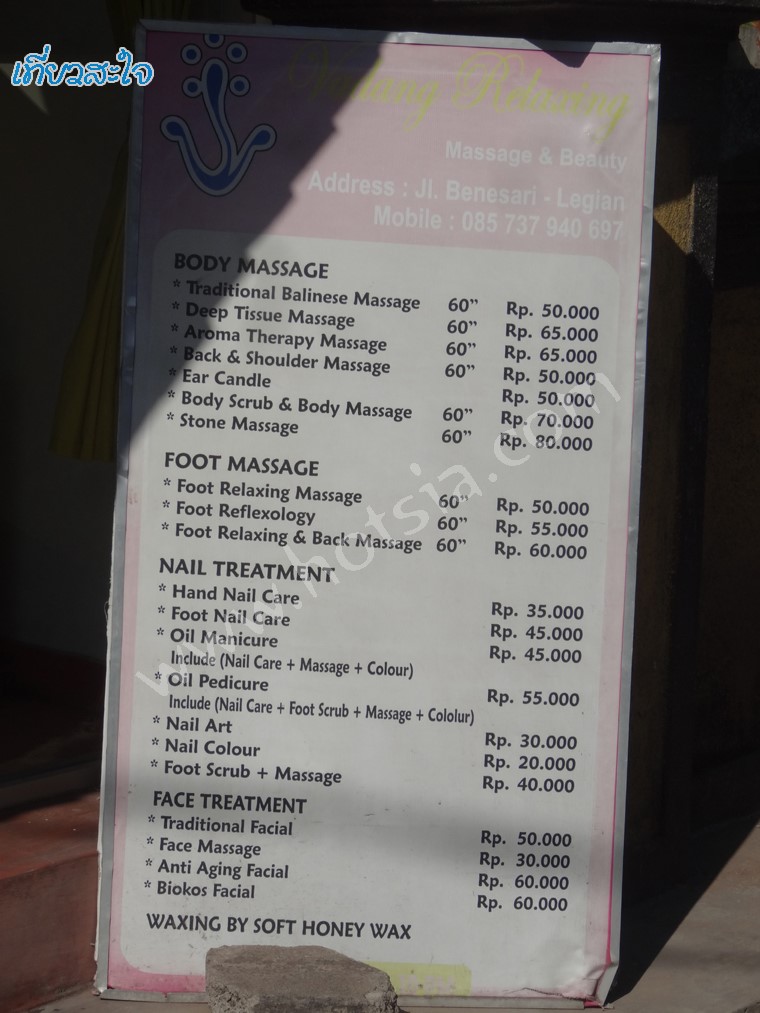 เที่ยวสะใจ
Relaxing
Massage & Beauty
Address : Jl. Benesari - Legian
Mobile : 085 737 940 697
BODY MASSAGE
* Traditional Balinese Massage 60” Rp. 50.000
* Deep Tissue Massage 60” Rp. 65.000
* Aroma Therapy Massage 60” Rp. 65.000
* Back & Shoulder Massage 60” Rp. 50.000
* Ear Candle Rp. 50.000
* Body Scrub & Body Massage 60” Rp. 70.000
* Stone Massage 60” Rp. 80.000
FOOT MASSAGE
* Foot Relaxing Massage 60” Rp. 50.000
* Foot Reflexology 60” Rp. 55.000
* Foot Relaxing & Back Massage 60” Rp. 60.000
NAIL TREATMENT
* Hand Nail Care Rp. 35.000
* Foot Nail Care Rp. 45.000
* Oil Manicure Rp. 45.000
Include (Nail Care + Massage + Colour)
* Oil Pedicure Rp. 55.000
Include (Nail Care + Foot Scrub + Massage + Cololur)
* Nail Art Rp. 30.000
* Nail Colour Rp. 20.000
* Foot Scrub + Massage Rp. 40.000
FACE TREATMENT
* Traditional Facial Rp. 50.000
* Face Massage Rp. 30.000
* Anti Aging Facial Rp. 60.000
* Biokos Facial Rp. 60.000
WAXING BY SOFT HONEY WAX
www.hotsia.com